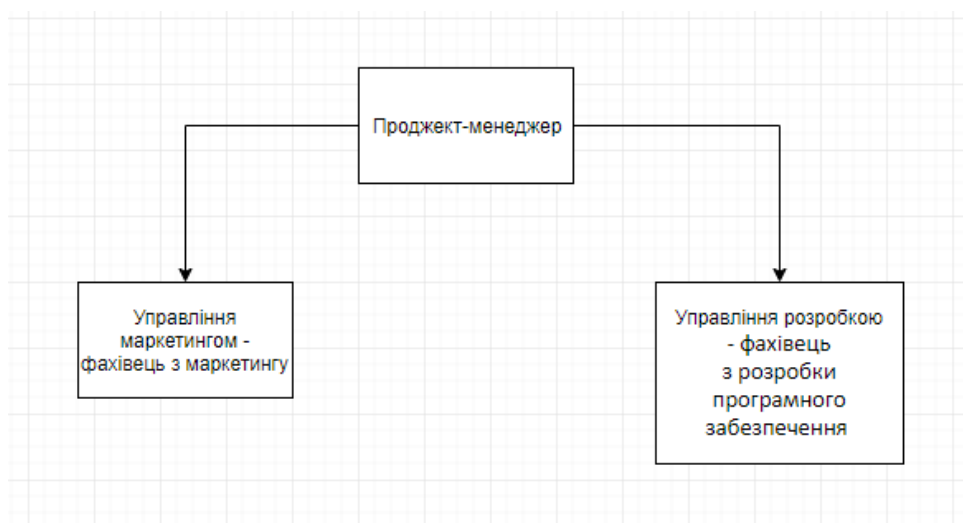 Проджект-менеджер
Управління
маркетингом -
фахівець з маркетингу
Управління розробкою
- фахівець
з розробки
програмного
забезпечення